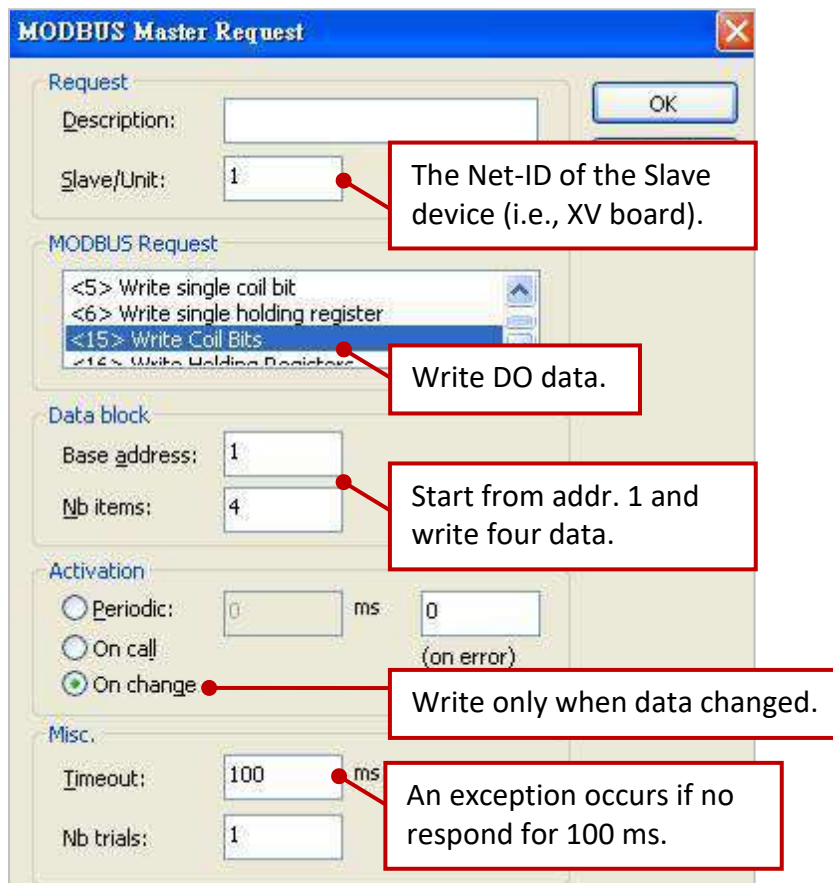 MODBUS Master Request
Request
OK
Description:
Slave/Unit:
1
The Net-ID of the Slave
device (i.e., XV board).
MODBUS Request
<5> Write single coil bit
<6> Write single holding register
<15> Write Coil Bits
<16> Write Holding Registers
Write DO data.
Data block
Base address:
1
Nb items:
4
Start from addr. 1 and
write four data.
Activation
Periodic:
0
ms
0
On call
(on error)
On change
Write only when data changed.
Misc.
Timeout:
100
ms
An exception occurs if no
respond for 100 ms.
Nb trials:
1